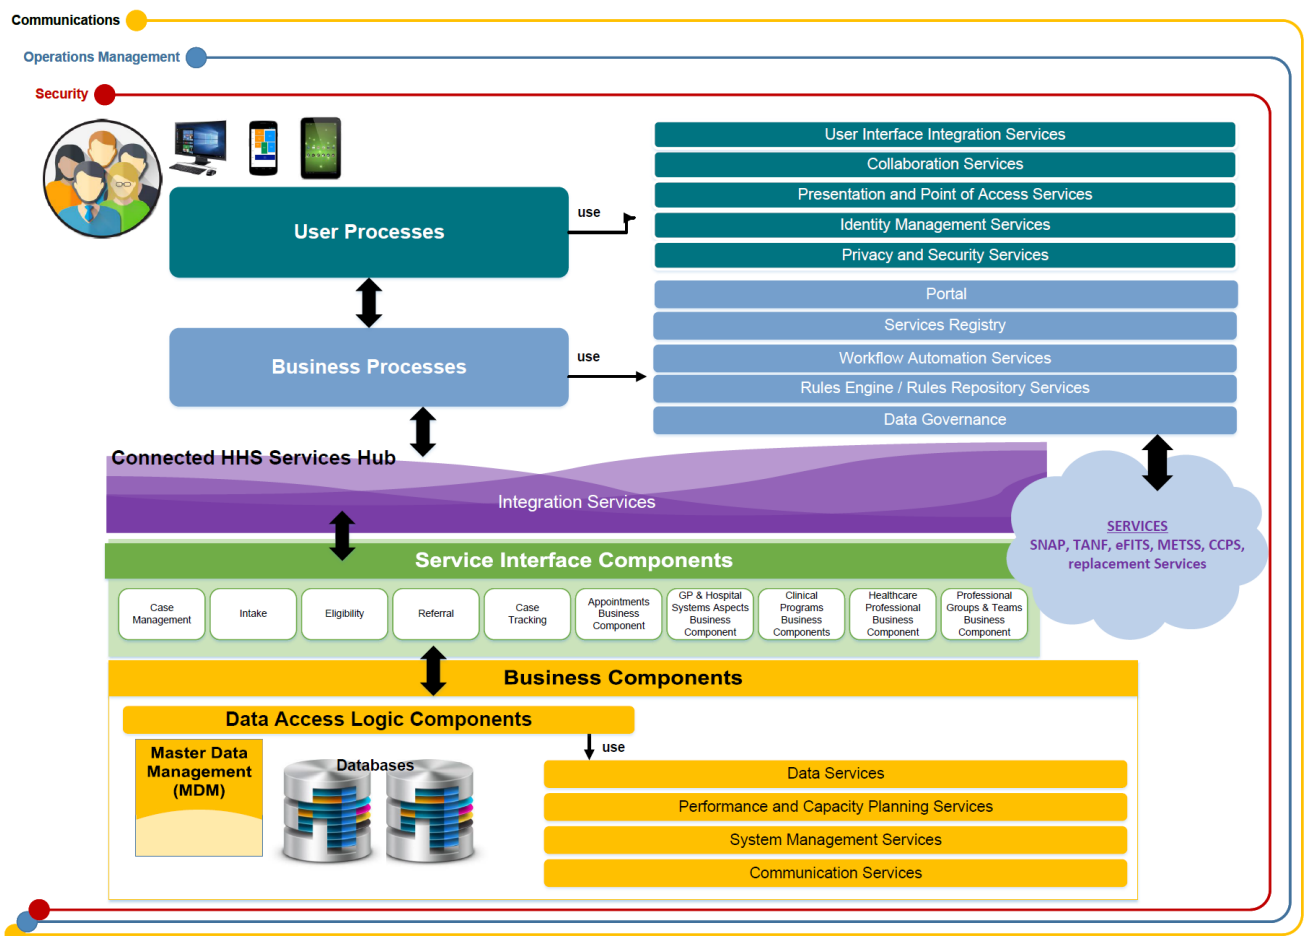 Communications
Operations Management
Security
User Processes
use
User Interface Integration Services
Collaboration Services
Presentation and Point of Access Services
Identity Management Services
Privacy and Security Services
Business Processes
use
Portal
Services Registry
Workflow Automation Services
Rules Engine / Rules Repository Services
Data Governance
Connected HHS Services Hub
Integration Services
SERVICES
SNAP, TANF, eFITS, METSS, CCPS,
replacement Services
Service Interface Components
Case
Management
Intake
Eligibility
Referral
Case
Tracking
Appointments
Business
Component
GP & Hospital
Systems Aspects
Business
Component
Clinical
Programs
Business
Components
Healthcare
Professional
Business
Component
Professional
Groups & Teams
Business
Component
Business Components
Data Access Logic Components
use
Master Data
Management
(MDM)
Databases
Data Services
Performance and Capacity Planning Services
System Management Services
Communication Services